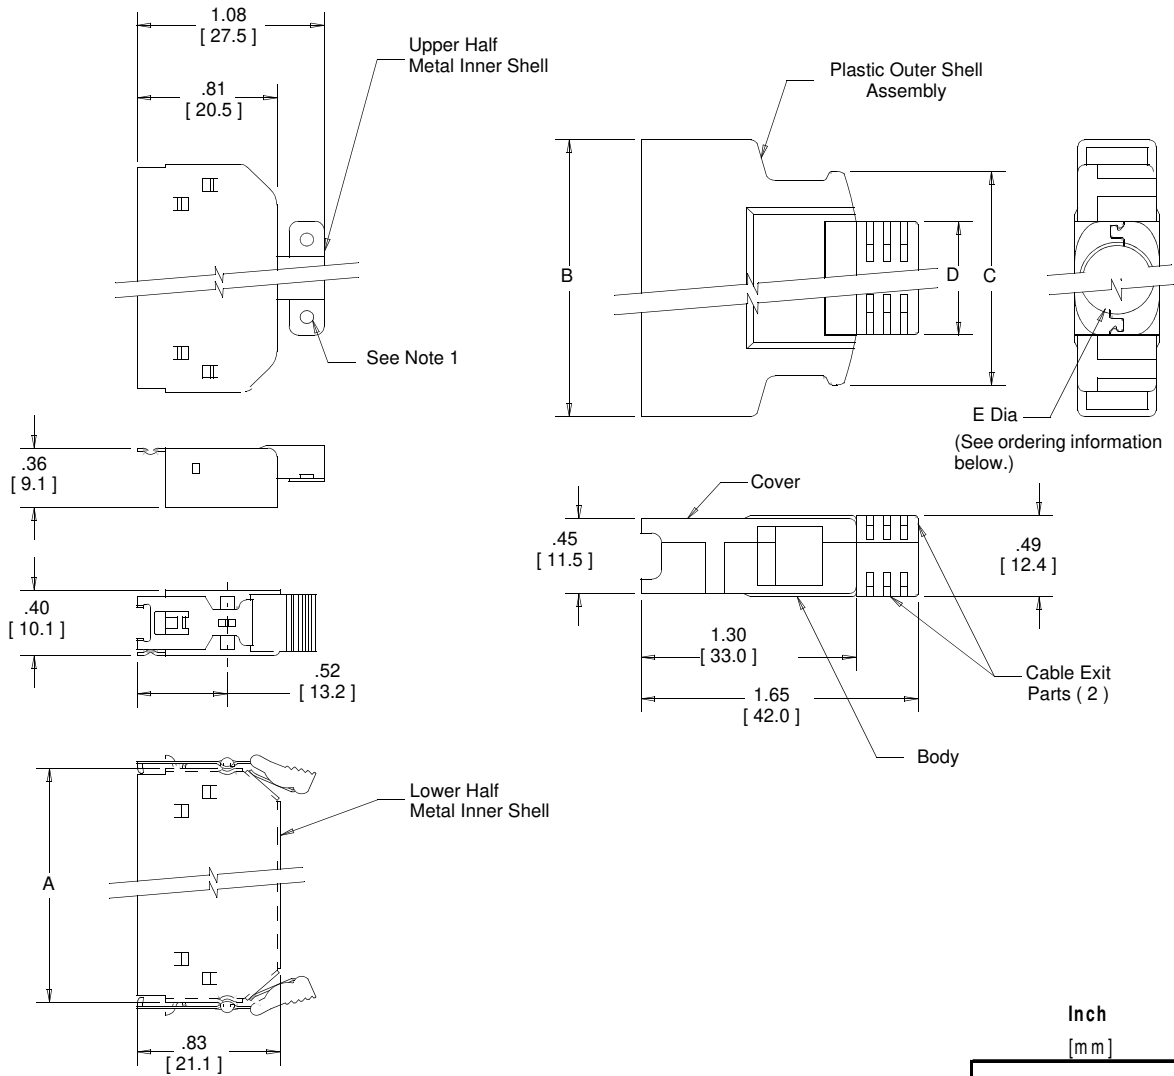 1.08
[ 27.5 ]
Upper Half
Metal Inner Shell
.81
[ 20.5 ]
See Note 1
.36
[ 9.1 ]
.40
[ 10.1 ]
.52
[ 13.2 ]
Lower Half
Metal Inner Shell
A
.83
[ 21.1 ]
Plastic Outer Shell
Assembly
B
D
C
E Dia
(See ordering information
below.)
Cover
.45
[ 11.5 ]
.49
[ 12.4 ]
1.30
[ 33.0 ]
1.65
[ 42.0 ]
Cable Exit
Parts ( 2 )
Body
Inch
[mm]